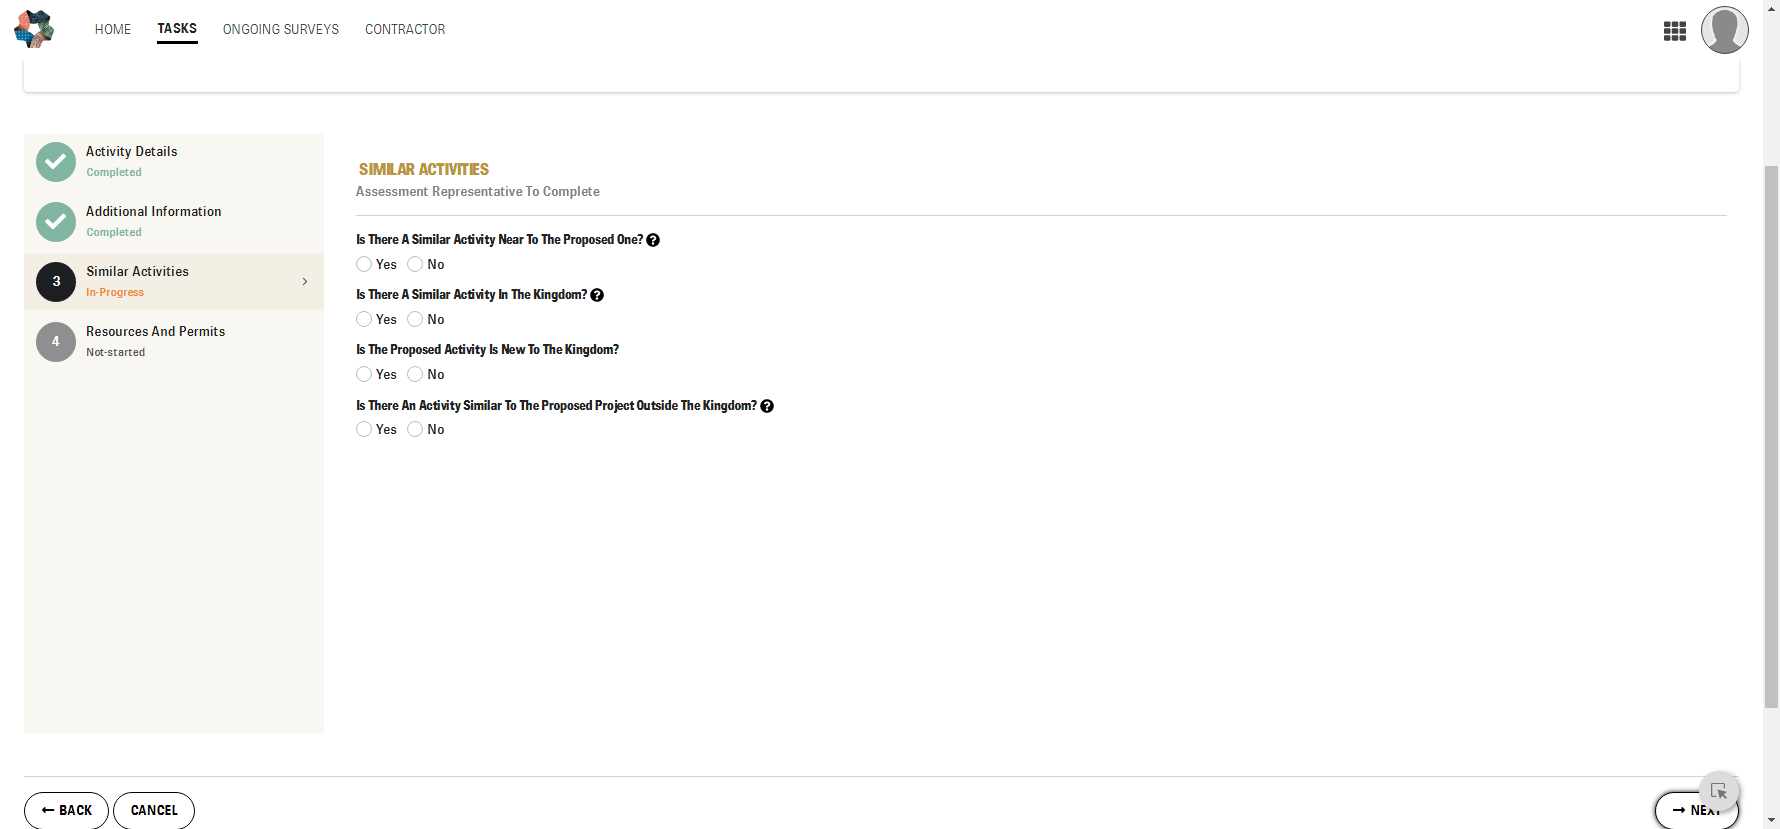 HOME TASKS ONGOING SURVEYS CONTRACTOR
Activity Details
Completed
Additional Information
Completed
3
Similar Activities
In-Progress
4
Resources And Permits
Not-started
SIMILAR ACTIVITIES
Assessment Representative To Complete
Is There A Similar Activity Near To The Proposed One?
Yes No
Is There A Similar Activity In The Kingdom?
Yes No
Is The Proposed Activity Is New To The Kingdom?
Yes No
Is There An Activity Similar To The Proposed Project Outside The Kingdom?
Yes No
BACK CANCEL NEXT